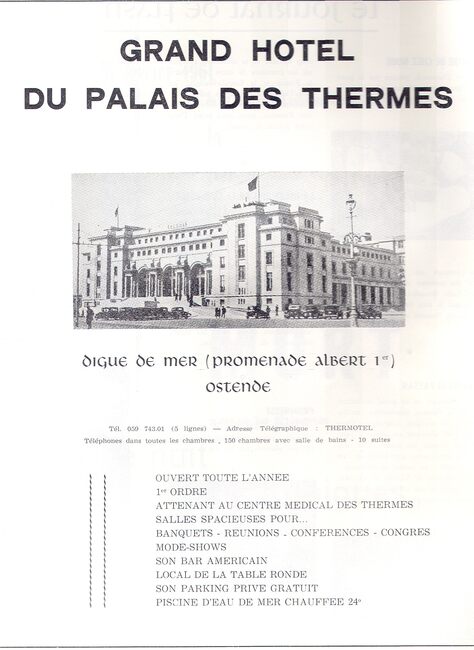 GRAND HOTEL
DU PALAIS DES THERMES
DIGUE DE MER (PROMENADE ALBERT 1er)
OSTENDE
Tél. 059 743.01 (5 lignes) — Adresse Télégraphique : THERMOTEL
Téléphones dans toutes les chambres , 150 chambres avec salle de bains - 10 suites
OUVERT TOUTE L'ANNEE
1er ORDRE
ATTENANT AU CENTRE MEDICAL DES THERMES
SALLES SPACIEUSES POUR...
BANQUETS - REUNIONS - CONFERENCES - CONGRES
MODE-SHOWS
SON BAR AMERICAIN
LOCAL DE LA TABLE RONDE
SON PARKING PRIVE GRATUIT
PISCINE D'EAU DE MER CHAUFFEE 24°